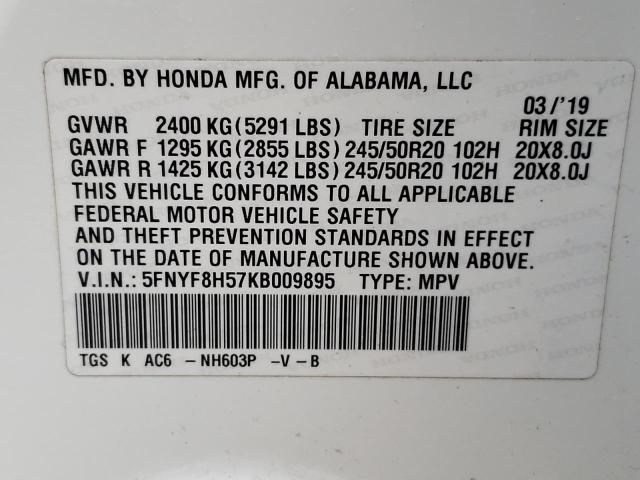 MFD. BY HONDA MFG. OF ALABAMA, LLC
03/'19
GVWR 2400 KG(5291 LBS) TIRE SIZE RIM SIZE
GAWR F 1295 KG(2855 LBS)245/50R20 102H 20X8.0J
GAWR R 1425 KG(3142 LBS)245/50R20 102H 20X8.0J
THIS VEHICLE CONFORMS TO ALL APPLICABLE
FEDERAL MOTOR VEHICLE SAFETY
AND THEFT PREVENTION STANDARDS IN EFFECT
ON THE DATE OF MANUFACTURE SHOWN ABOVE.
V.I.N.: 5FNYF8H57KB009895 TYPE: MPV
TGS K AC6 -NH603P -V-B